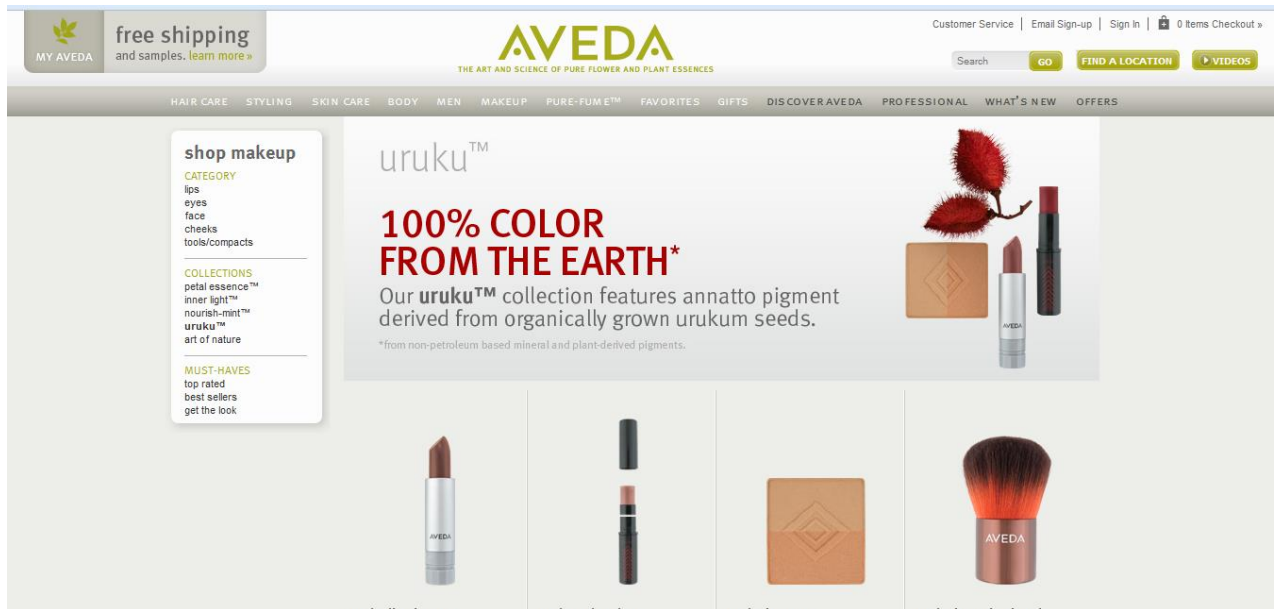 MY AVEDA
free shipping
and samples. learn more »
AVEDA
THE ART AND SCIENCE OF PURE FLOWER AND PLANT ESSENCES
Customer Service | Email Sign-up | Sign In | 0 Items Checkout »
Search GO FIND A LOCATION VIDEOS
HAIR CARE STYLING SKIN CARE BODY MEN MAKEUP PURE-FUME™ FAVORITES GIFTS DISCOVER AVEDA PROFESSIONAL WHAT'S NEW OFFERS
shop makeup
CATEGORY
lips
eyes
face
cheeks
tools/compacts
COLLECTIONS
petal essence™
inner light™
nourish-mint™
uruku™
art of nature
MUST-HAVES
top rated
best sellers
get the look
uruku™
100% COLOR
FROM THE EARTH*
Our uruku™ collection features annatto pigment
derived from organically grown urukum seeds.
*from non-petroleum based mineral and plant-derived pigments.
AVEDA
AVEDA
AVEDA